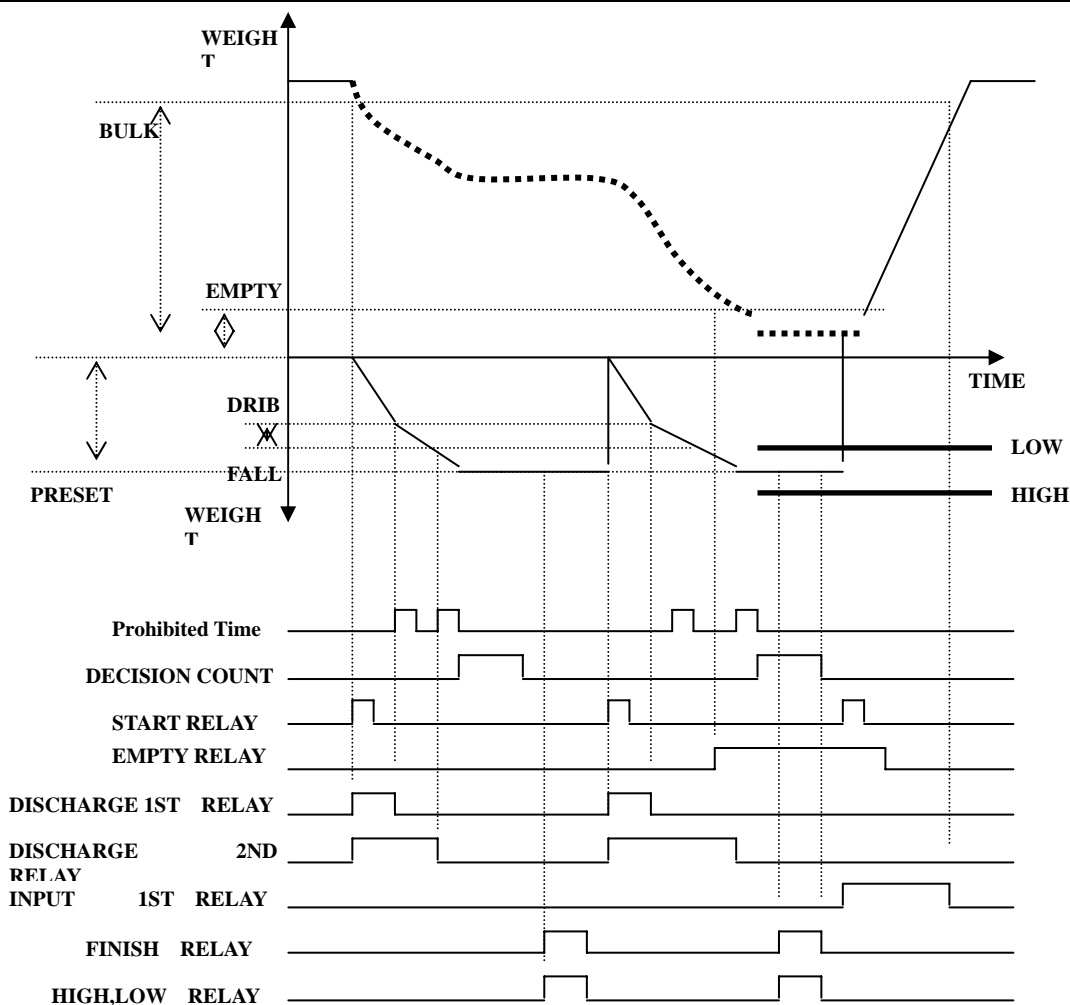 WEIGH
T
BULK
EMPTY
TIME
DRIB
LOW
FALL
PRESET
HIGH
WEIGH
T
Prohibited Time
DECISION COUNT
START RELAY
EMPTY RELAY
DISCHARGE 1ST RELAY
DISCHARGE 2ND
RELAY
INPUT 1ST RELAY
FINISH RELAY
HIGH,LOW RELAY